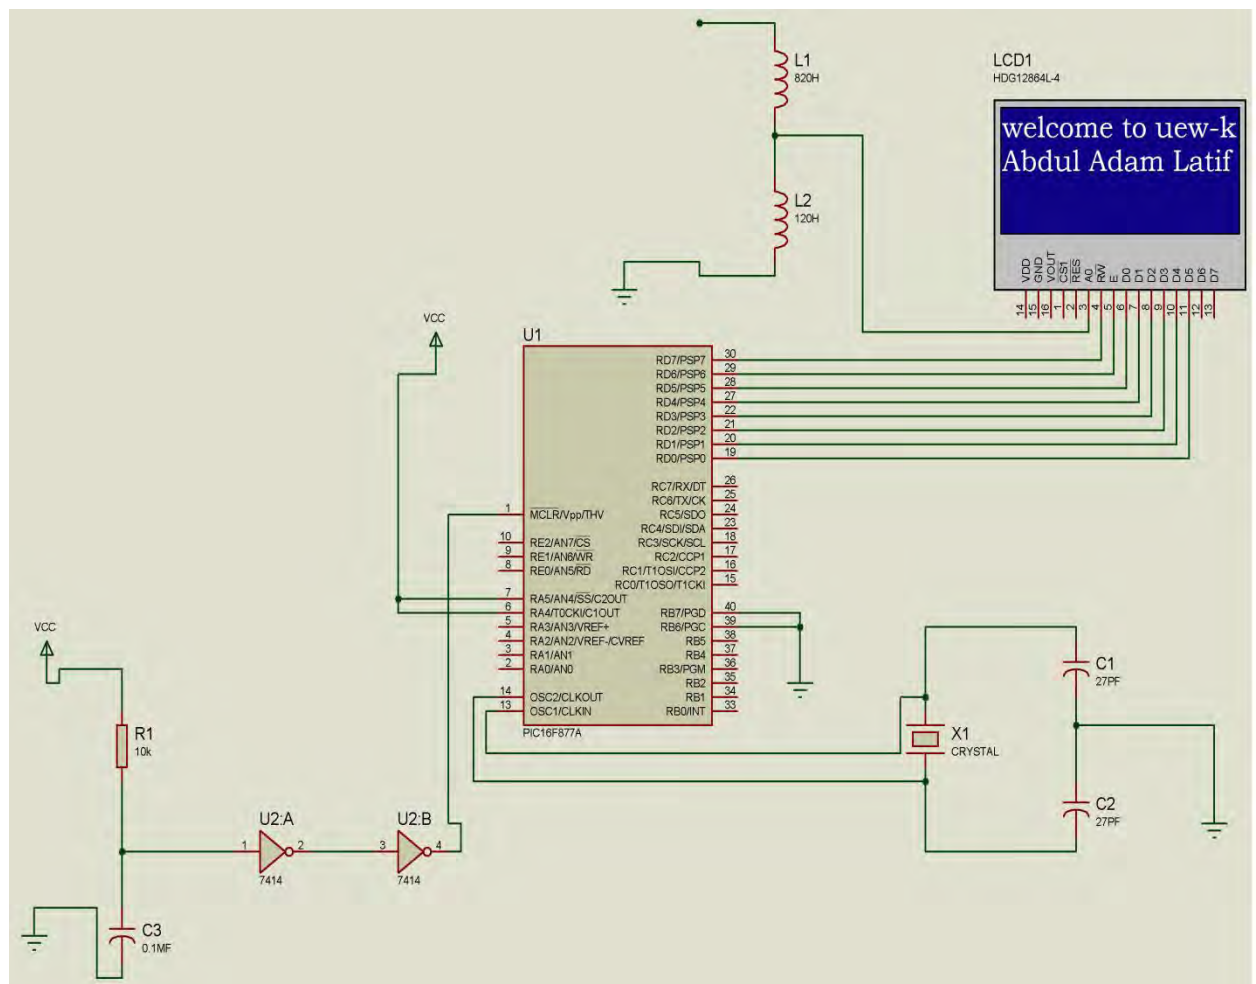 L1
820H
LCD1
HDG12864L-4
welcome to uew-k
Abdul Adam Latif
L2
120H
VDD
GND
VOUT
CS1
RES
A0
RW
E
D0
D1
D2
D3
D4
D5
D6
D7
14
15
16
1
2
3
4
5
6
7
8
9
10
11
12
13
VCC
U1
RD7/PSP7 30
RD6/PSP6 29
RD5/PSP5 28
RD4/PSP4 27
RD3/PSP3 22
RD2/PSP2 21
RD1/PSP1 20
RD0/PSP0 19
RC7/RX/DT 26
RC6/TX/CK 25
1 MCLR/Vpp/THV RC5/SDO 24
RC4/SDI/SDA 23
10 RE2/AN7/CS RC3/SCK/SCL 18
9 RE1/AN6/WR RC2/CCP1 17
8 RE0/AN5/RD RC1/T1OSI/CCP2 16
RC0/T1OSO/T1CKI 15
7 RA5/AN4/SS/C2OUT
6 RA4/T0CKI/C1OUT RB7/PGD 40
5 RA3/AN3/VREF+ RB6/PGC 39
4 RA2/AN2/VREF-/CVREF RB5 38
3 RA1/AN1 RB4 37
2 RA0/AN0 RB3/PGM 36
RB2 35
14 OSC2/CLKOUT RB1 34
13 OSC1/CLKIN RB0/INT 33
PIC16F877A
VCC
C1
27PF
R1
10k
X1
CRYSTAL
C2
27PF
U2:A
1
2
7414
U2:B
3
4
7414
C3
0.1MF